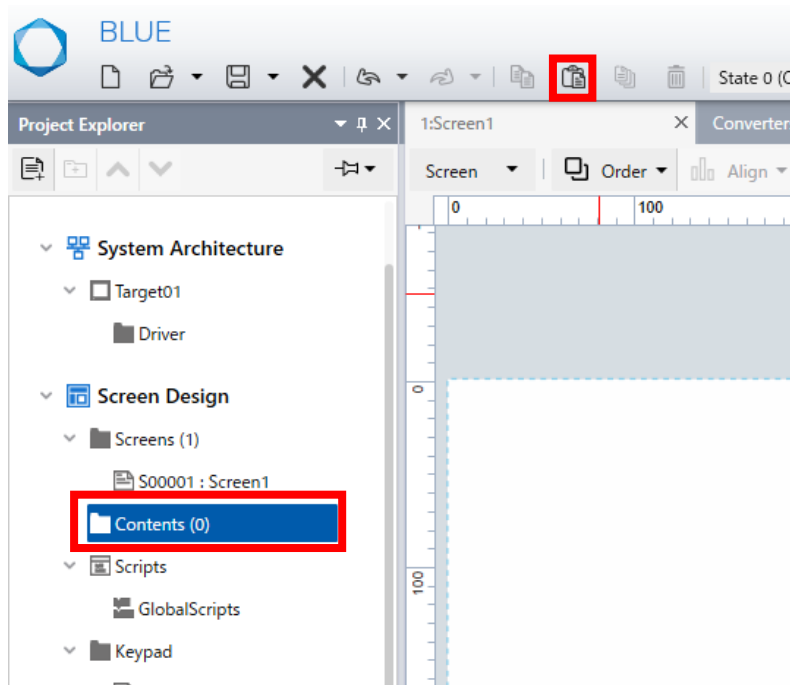 BLUE
State 0 (O
Project Explorer
1:Screen1
Converter
Screen
Order
Align
0
100
System Architecture
Target01
Driver
0
Screen Design
Screens (1)
S00001 : Screen1
Contents (0)
Scripts
100
GlobalScripts
Keypad